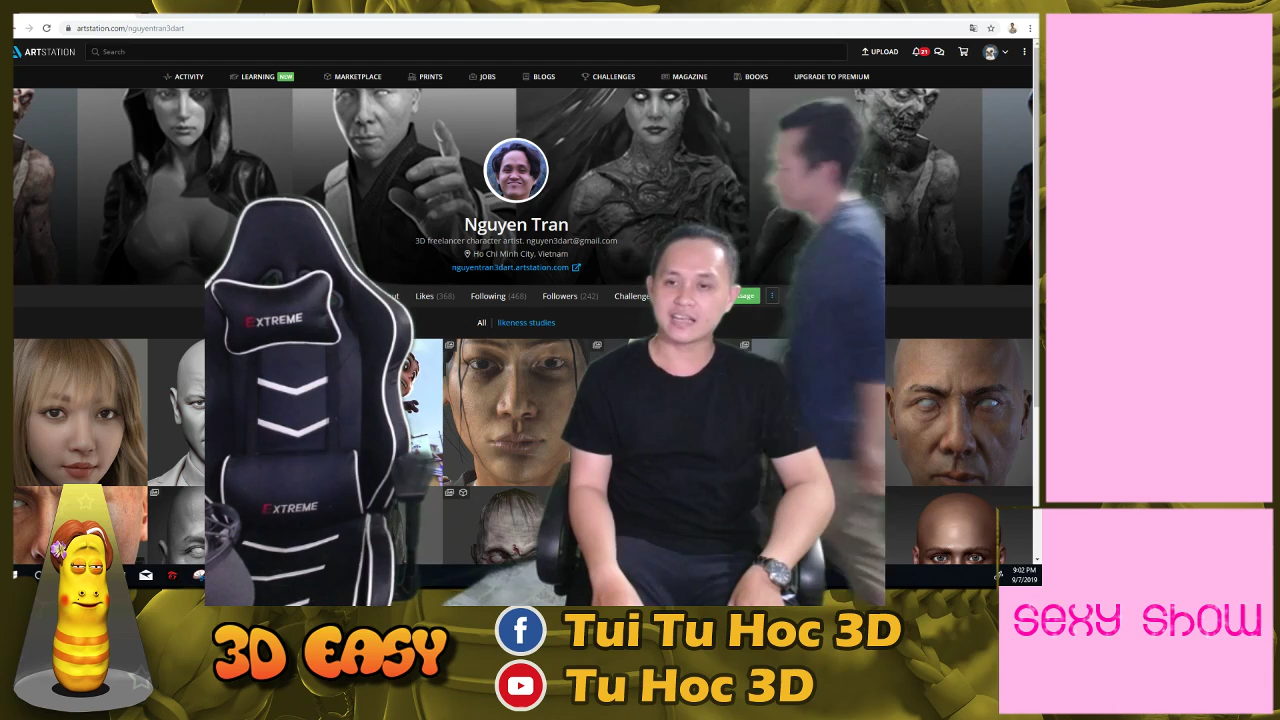 artstation.com/nguyentran3dart
ARTSTATION
Search
UPLOAD
21
ACTIVITY
LEARNING NEW
MARKETPLACE
PRINTS
JOBS
BLOGS
CHALLENGES
MAGAZINE
BOOKS
UPGRADE TO PREMIUM
Nguyen Tran
3D freelancer character artist. nguyen3dart@gmail.com
Ho Chi Minh City, Vietnam
nguyentran3dart.artstation.com
Likes (368)
Following (468)
Followers (242)
All
likeness studies
EXTREME
EXTREME
9:02 PM
9/7/2019
3D EASY
Tui Tu Hoc 3D
Tu Hoc 3D
Sexy Show